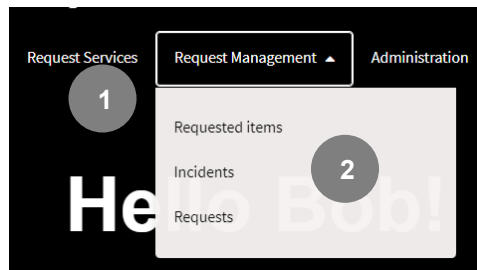 Request Services Request Management Administration
1
Requested items
Incidents
2
Requests
Hello Bob!